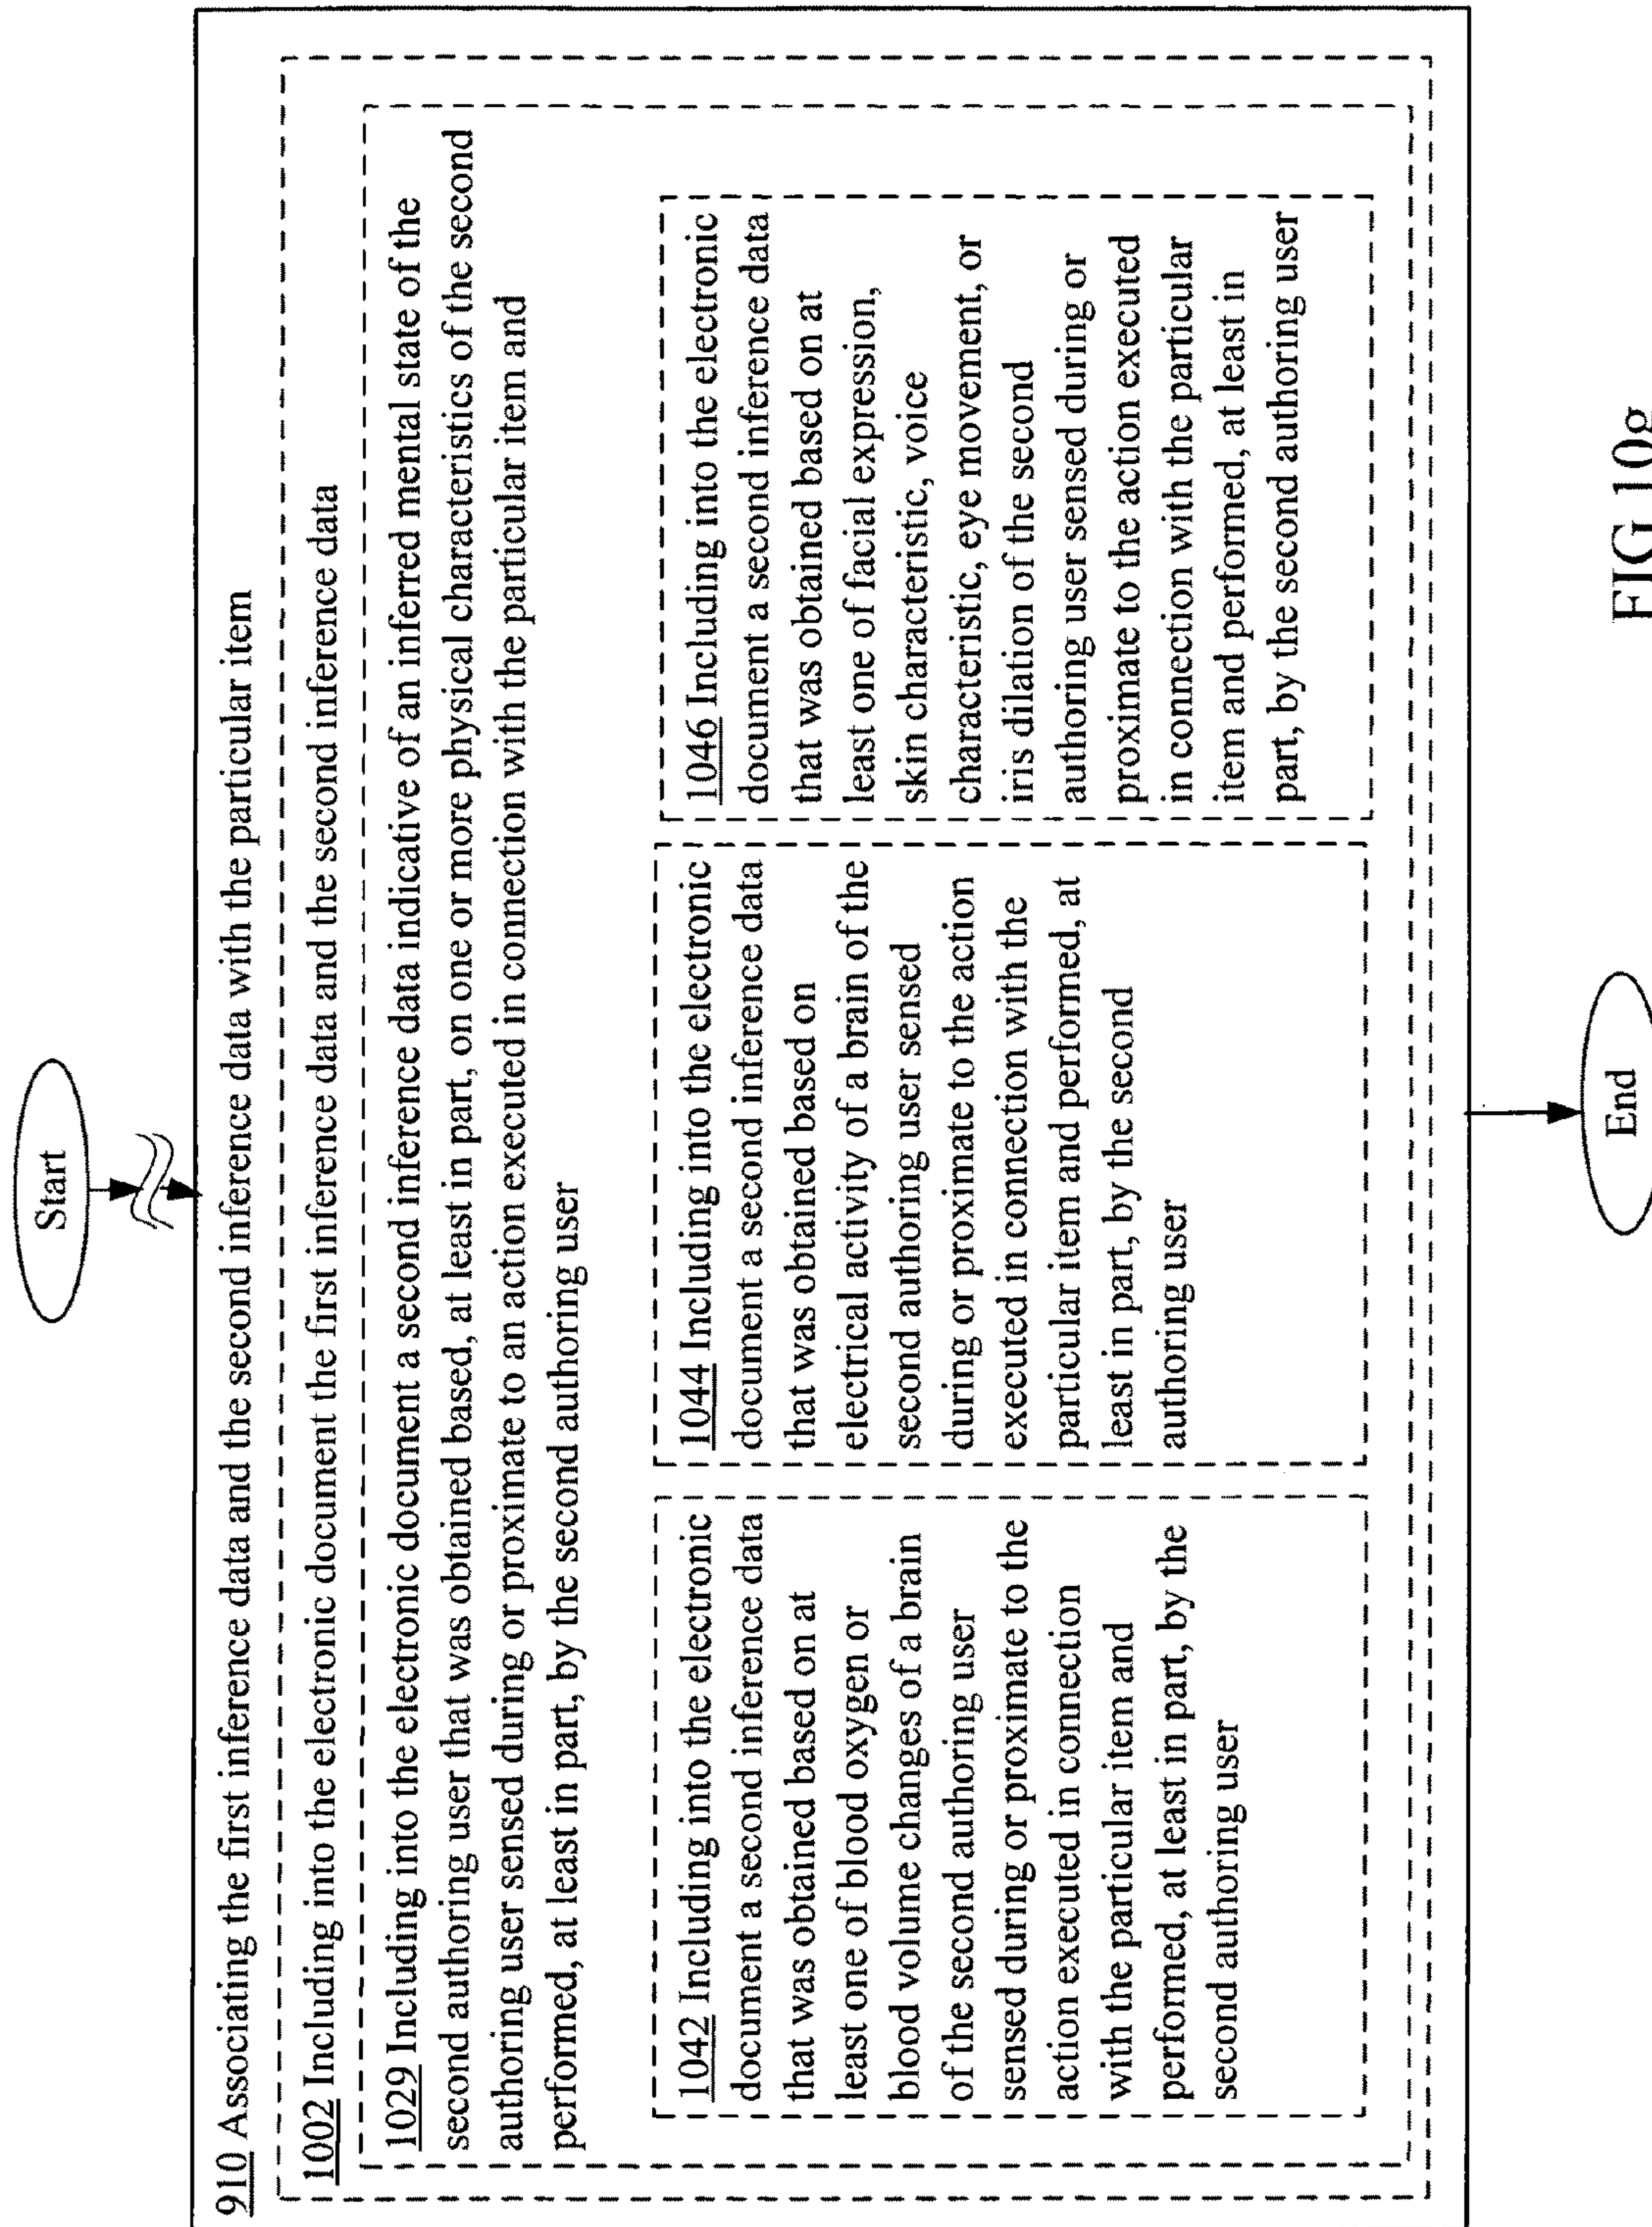 Start
910 Associating the first inference data and the second inference data with the particular item
1002 Including into the electronic document the first inference data and the second inference data
1029 Including into the electronic document a second inference data indicative of an inferred mental state of the
second authoring user that was obtained based, at least in part, on one or more physical characteristics of the second
authoring user sensed during or proximate to an action executed in connection with the particular item and
performed, at least in part, by the second authoring user
1042 Including into the electronic
document a second inference data
that was obtained based on at
least one of blood oxygen or
blood volume changes of a brain
of the second authoring user
sensed during or proximate to the
action executed in connection
with the particular item and
performed, at least in part, by the
second authoring user
1044 Including into the electronic
document a second inference data
that was obtained based on
electrical activity of a brain of the
second authoring user sensed
during or proximate to the action
executed in connection with the
particular item and performed, at
least in part, by the second
authoring user
1046 Including into the electronic
document a second inference data
that was obtained based on at
least one of facial expression,
skin characteristic, voice
characteristic, eye movement, or
iris dilation of the second
authoring user sensed during or
proximate to the action executed
in connection with the particular
item and performed, at least in
part, by the second authoring user
End
FIG 10g